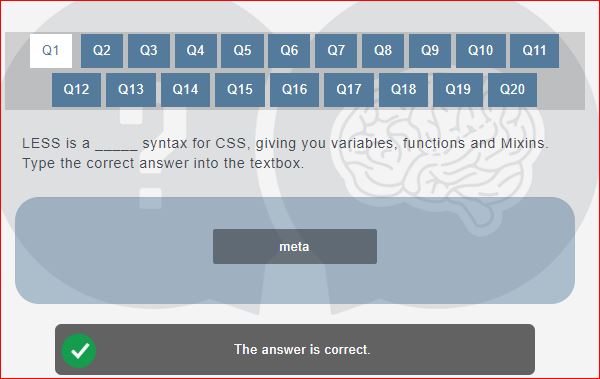 Q1 Q2 Q3 Q4 Q5 Q6 Q7 Q8 Q9 Q10 Q11
Q12 Q13 Q14 Q15 Q16 Q17 Q18 Q19 Q20
LESS is a _____ syntax for CSS, giving you variables, functions and Mixins.
Type the correct answer into the textbox.
meta
The answer is correct.